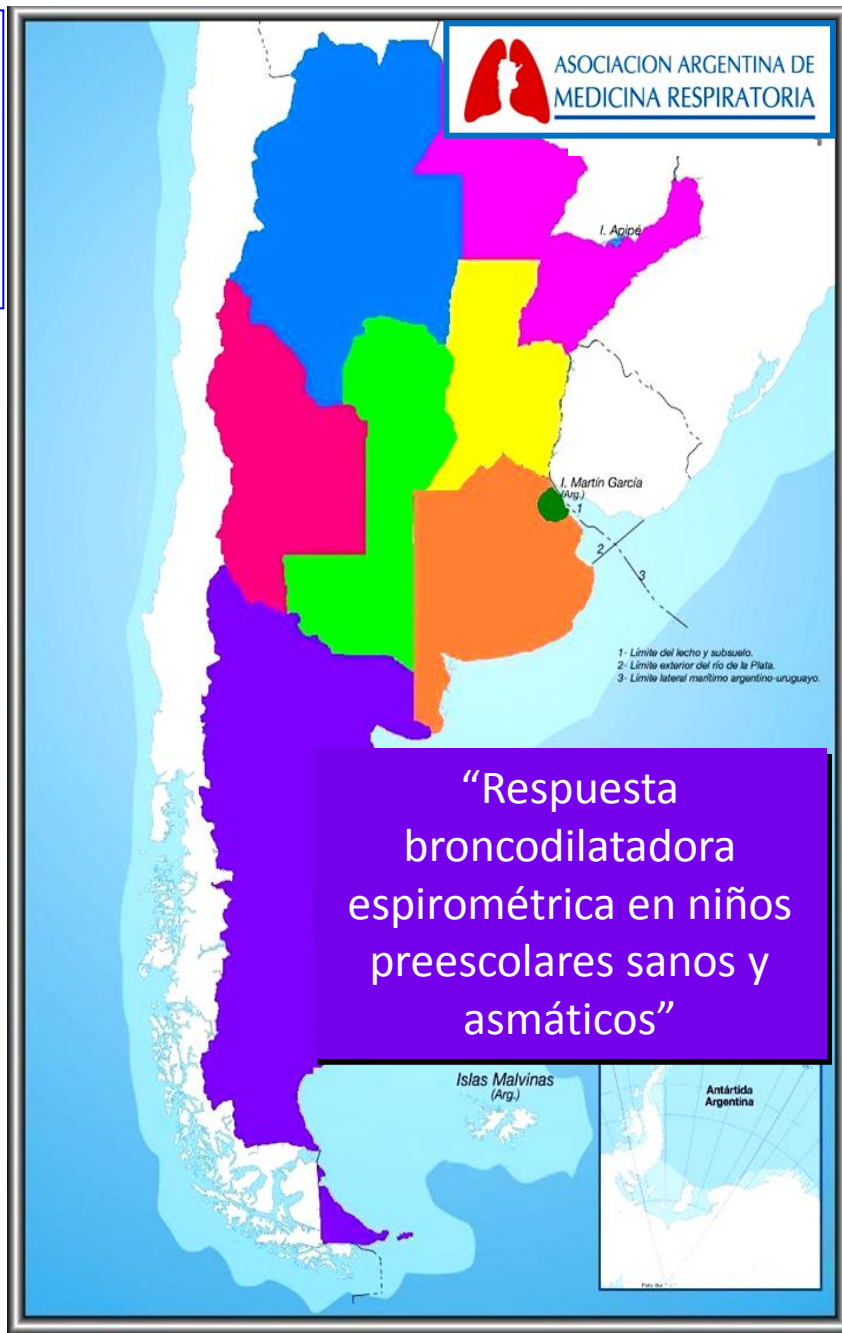 ASOCIACION ARGENTINA DE
MEDICINA RESPIRATORIA
I. Apipé
I. Martín García
(Arg.)
1
2
3
1- Límite del lecho y subsuelo.
2- Límite exterior del río de la Plata.
3- Límite lateral marítimo argentino-uruguayo.
“Respuesta
broncodilatadora
espirométrica en niños
preescolares sanos y
asmáticos”
Islas Malvinas
(Arg.)
Antártida
Argentina